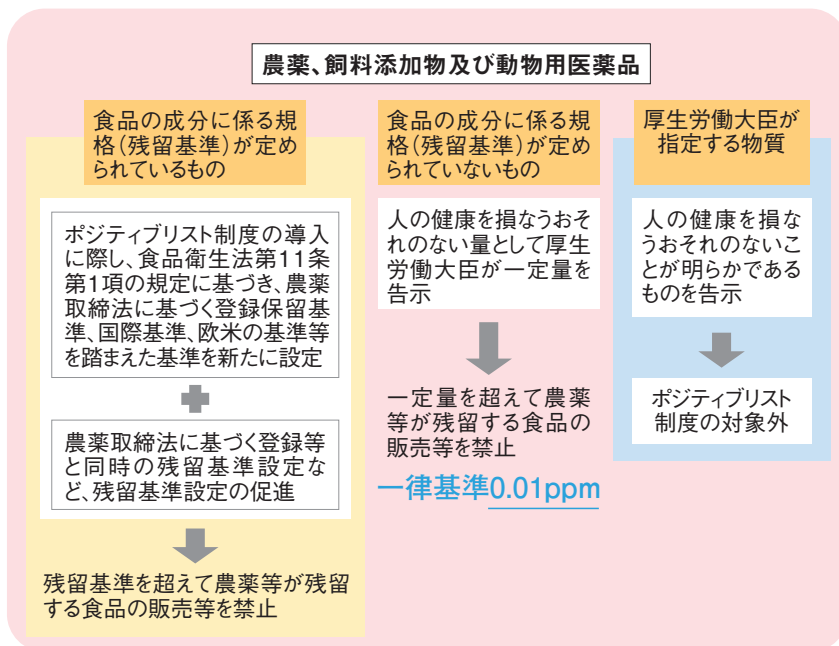 農薬、飼料添加物及び動物用医薬品
食品の成分に係る規
格(残留基準)が定め
られているもの
ポジティブリスト制度の導入
に際し、食品衛生法第11条
第1項の規定に基づき、農薬
取締法に基づく登録保留基
準、国際基準、欧米の基準等
を踏まえた基準を新たに設定
農薬取締法に基づく登録等
と同時の残留基準設定な
ど、残留基準設定の促進
残留基準を超えて農薬等が残留
する食品の販売等を禁止
食品の成分に係る規
格(残留基準)が定め
られていないもの
人の健康を損なうおそ
れのない量として厚生
労働大臣が一定量を
告示
一定量を超えて農薬
等が残留する食品の
販売等を禁止
一律基準0.01ppm
厚生労働大臣が
指定する物質
人の健康を損な
うおそれのないこ
とが明らかである
ものを告示
ポジティブリスト
制度の対象外